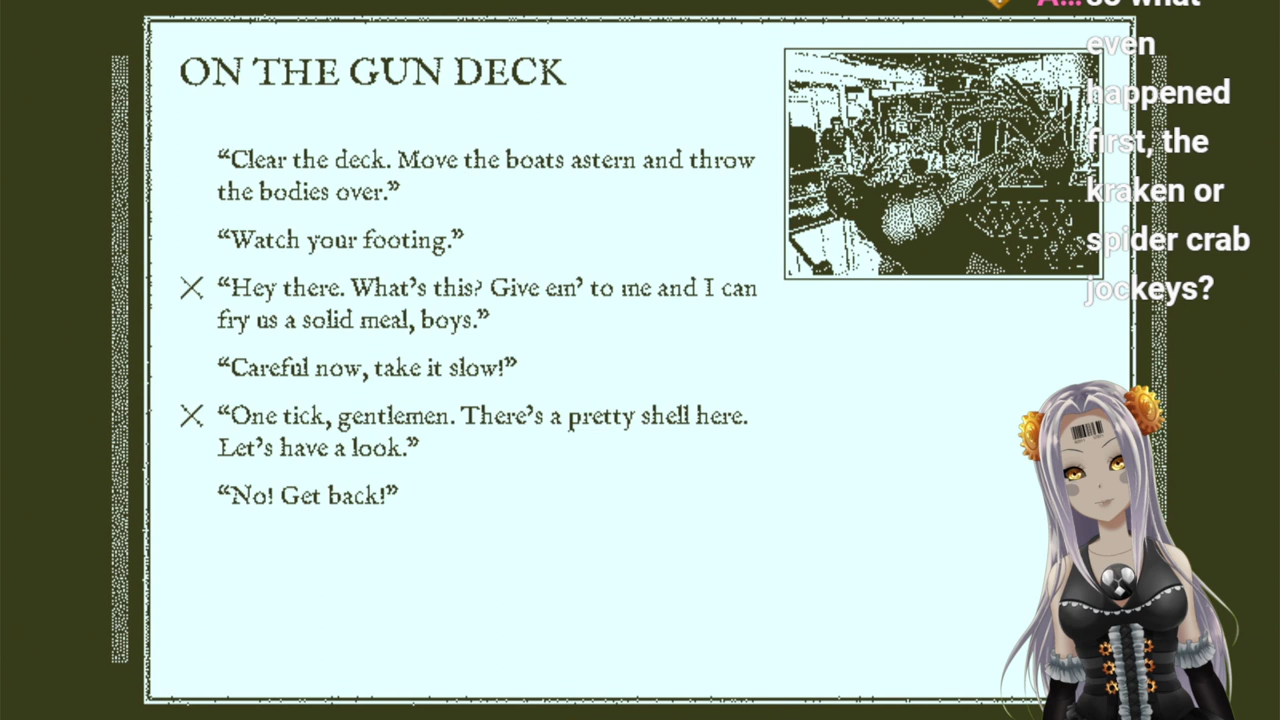 ON THE GUN DECK
“Clear the deck. Move the boats astern and throw
the bodies over.”
“Watch your footing.”
“Hey there. What’s this? Give em’ to me and I can
fry us a solid meal, boys.”
“Careful now, take it slow!”
“One tick, gentlemen. There’s a pretty shell here.
Let’s have a look.”
“No! Get back!”
A... so what
even
happened
first, the
kraken or
spider crab
jockeys?